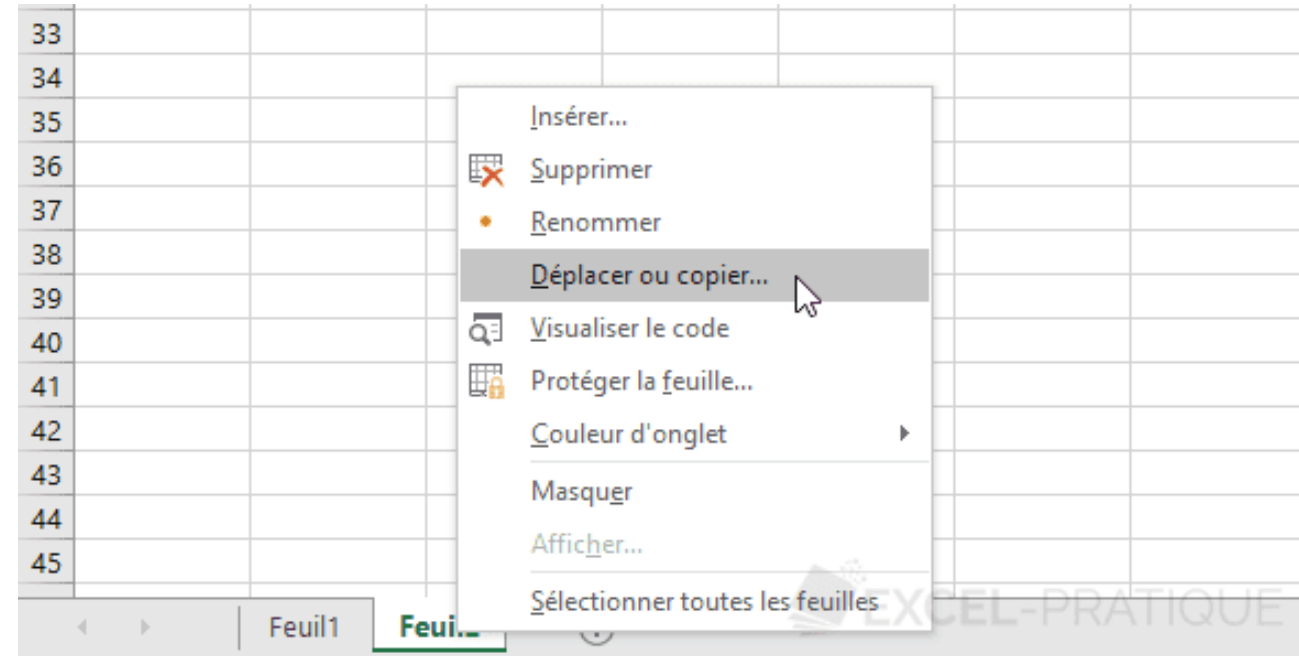 33
34
35
36
37
38
39
40
41
42
43
44
45
Insérer...
Supprimer
Renommer
Déplacer ou copier...
Visualiser le code
Protéger la feuille...
Couleur d'onglet
Masquer
Afficher...
Sélectionner toutes les feuilles
EXCEL-PRATIQUE
Feuil1